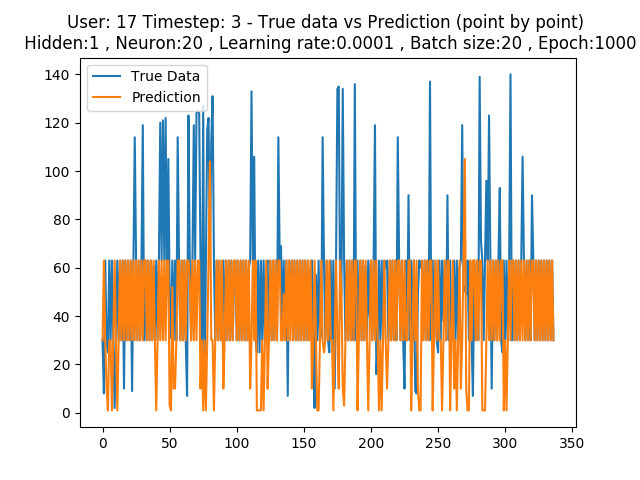 User: 17 Timestep: 3 - True data vs Prediction (point by point)
Hidden:1 , Neuron:20 , Learning rate:0.0001 , Batch size:20 , Epoch:1000
True Data
Prediction
140
120
100
80
60
40
20
0
0 50 100 150 200 250 300 350